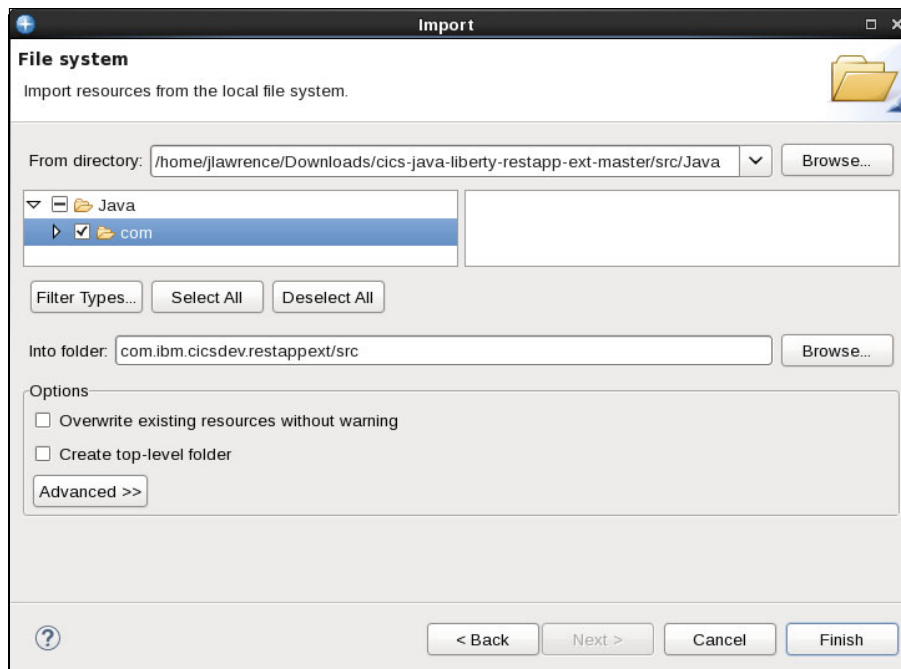 Import
File system
Import resources from the local file system.
From directory: /home/jlawrence/Downloads/cics-java-liberty-restapp-ext-master/src/Java Browse...
Java
com
Filter Types... Select All Deselect All
Into folder: com.ibm.cicsdev.restappext/src Browse...
Options
Overwrite existing resources without warning
Create top-level folder
Advanced >>
? < Back Next > Cancel Finish